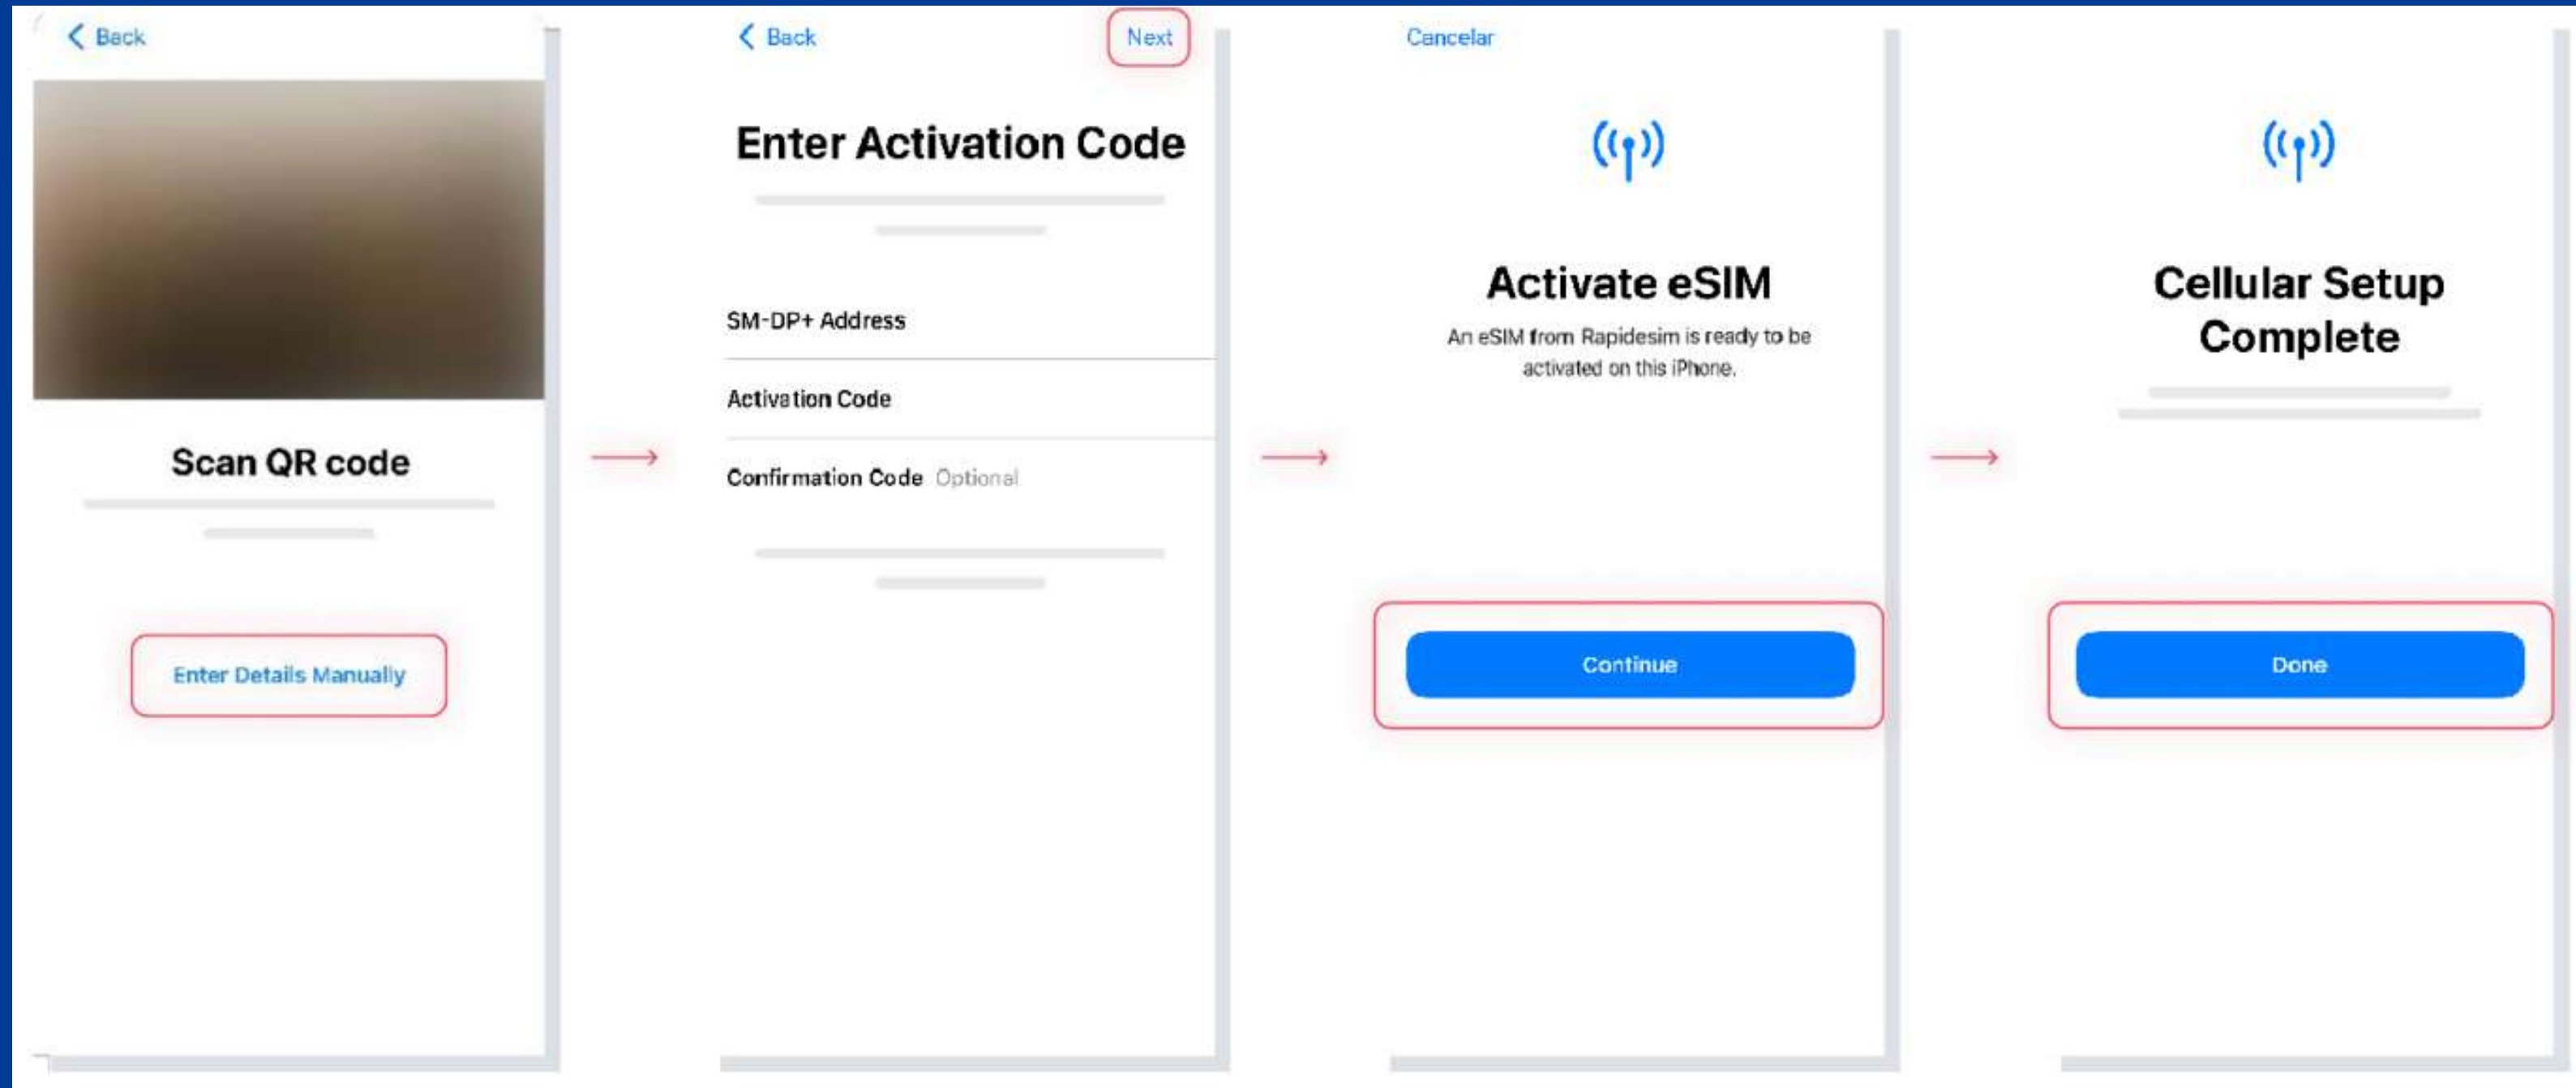 Back
Scan QR code
Enter Details Manually
Back
Next
Enter Activation Code
SM-DP+ Address
Activation Code
Confirmation Code Optional
Cancelar
Activate eSIM
An eSIM from Rapidesim is ready to be
activated on this iPhone.
Continue
Cellular Setup
Complete
Done